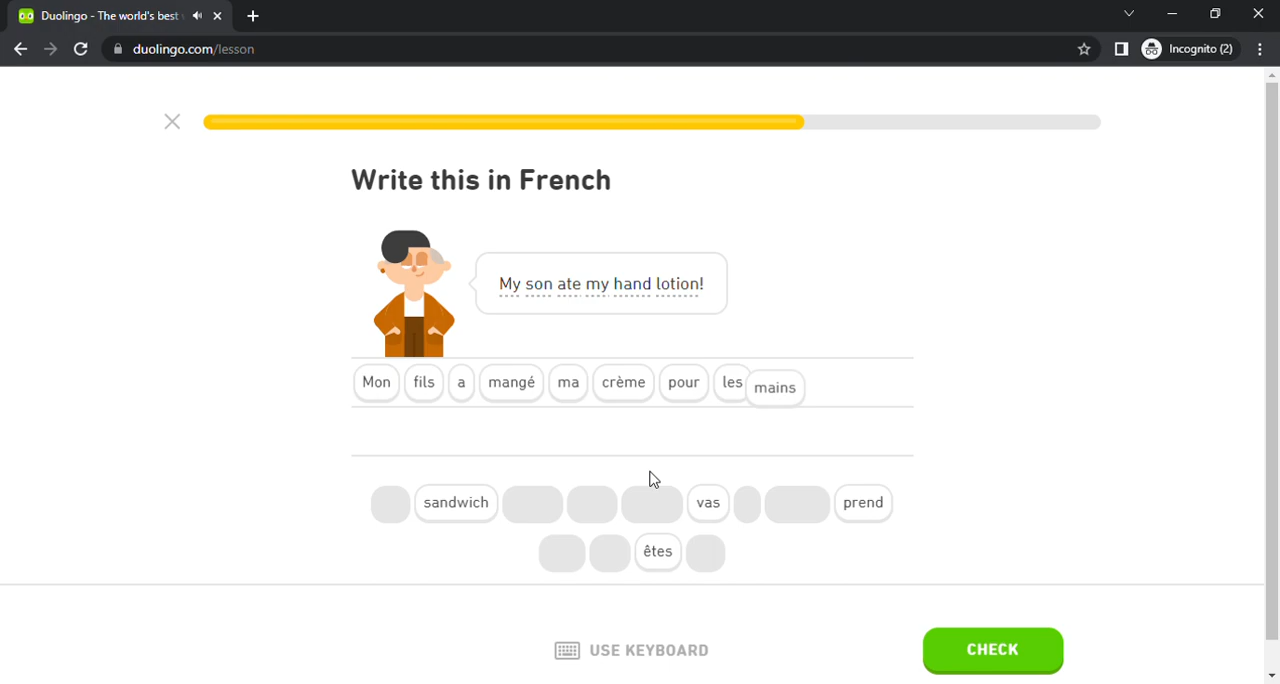 Duolingo - The world's best
duolingo.com/lesson
Incognito (2)
Write this in French
My son ate my hand lotion!
Mon fils a mangé ma crème pour les mains
sandwich vas prend
êtes
USE KEYBOARD
CHECK